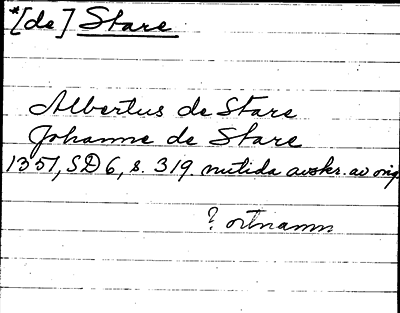 *[de] Stare
Albertus de Stare
Johanne de Stare
1351, SD 6, s. 319 nutida avskr. av orig
? ortnamn